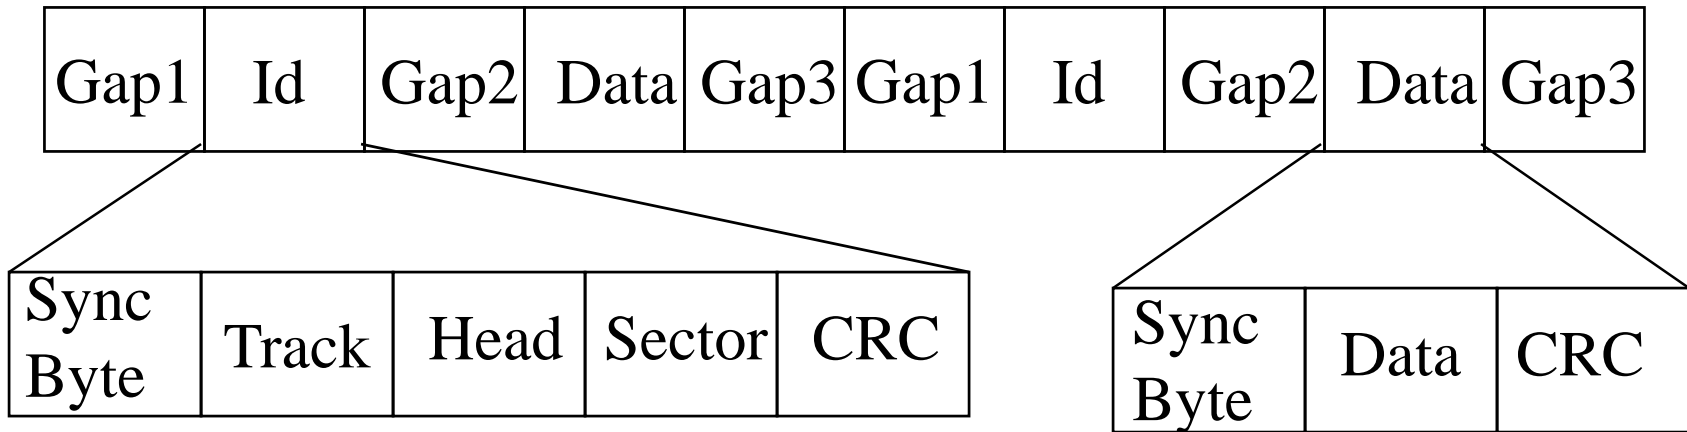 Gap1 Id Gap2 Data Gap3 Gap1 Id Gap2 Data Gap3
Sync
Byte
Track Head Sector CRC
Sync
Byte
Data CRC